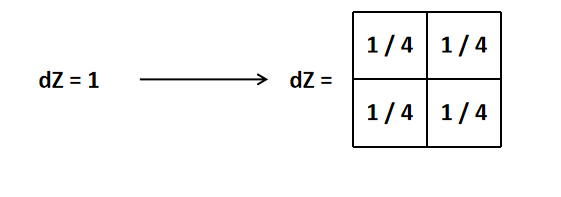 1 / 4 1 / 4
dZ = 1 dZ =
1 / 4 1 / 4